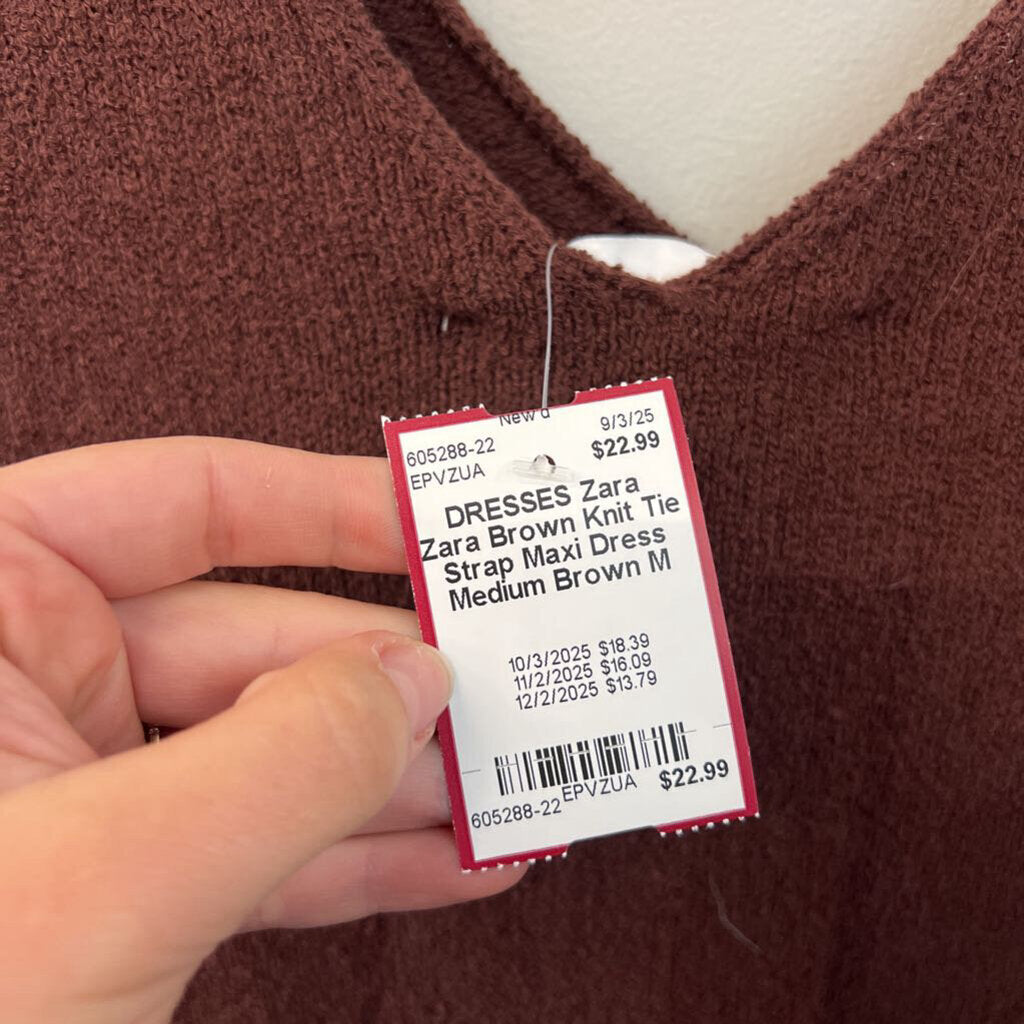 New
9/3/25
605288-22
$22.99
EPVZUA
DRESSES Zara
Zara Brown Knit Tie
Strap Maxi Dress
Medium Brown M
10/3/2025 $18.39
11/2/2025 $16.09
12/2/2025 $13.79
605288-22 EPVZUA $22.99